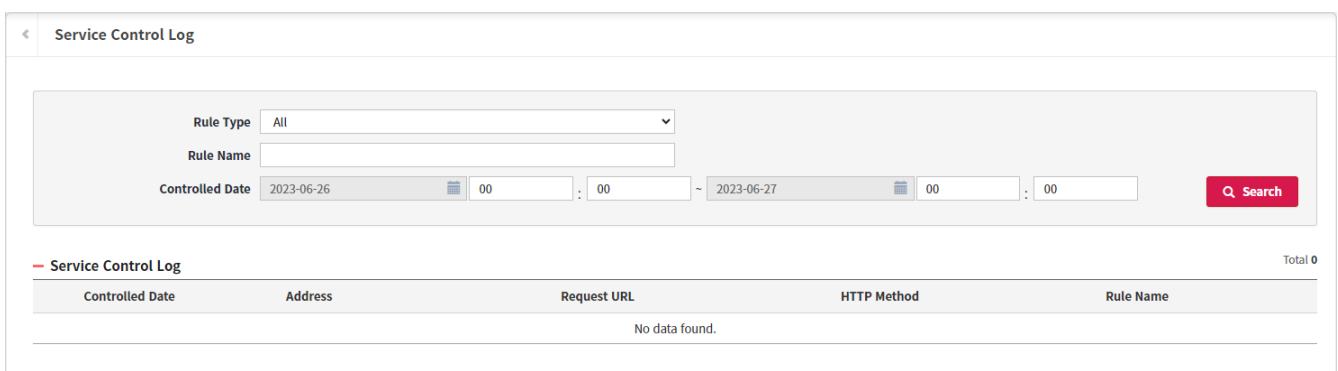 Service Control Log
Rule Type All
Rule Name
Controlled Date 2023-06-26 00 : 00 ~ 2023-06-27 00 : 00 Search
Service Control Log Total 0
Controlled Date Address Request URL HTTP Method Rule Name
No data found.